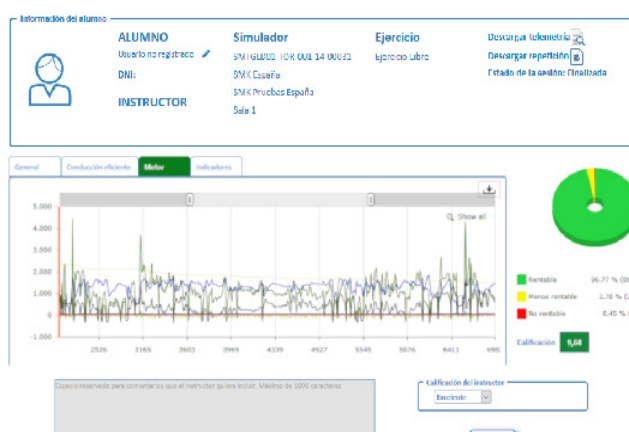 Información del alumno
ALUMNO
Usuario no registrado
DNI:
INSTRUCTOR
Simulador
SMK España
SMK Pruebas España
Sala 1
Ejercicio
Ejercicio Libre
Descargar telemetría
Descargar repetición
Estado de la sesión: Finalizada
General
Conducción eficiente
Motor
Indicadores
Show all
5.000
4.000
3.000
2.000
1.000
0
-1.000
2526
3165
3603
3969
4339
4927
5345
5876
6411
Rentable
96.77 %
Menos rentable
2.78 %
No rentable
0.45 %
Calificación 9,68
Espacio reservado para comentarios que el instructor quiera incluir. Máximo de 1000 caracteres
Calificación del instructor
Excelente